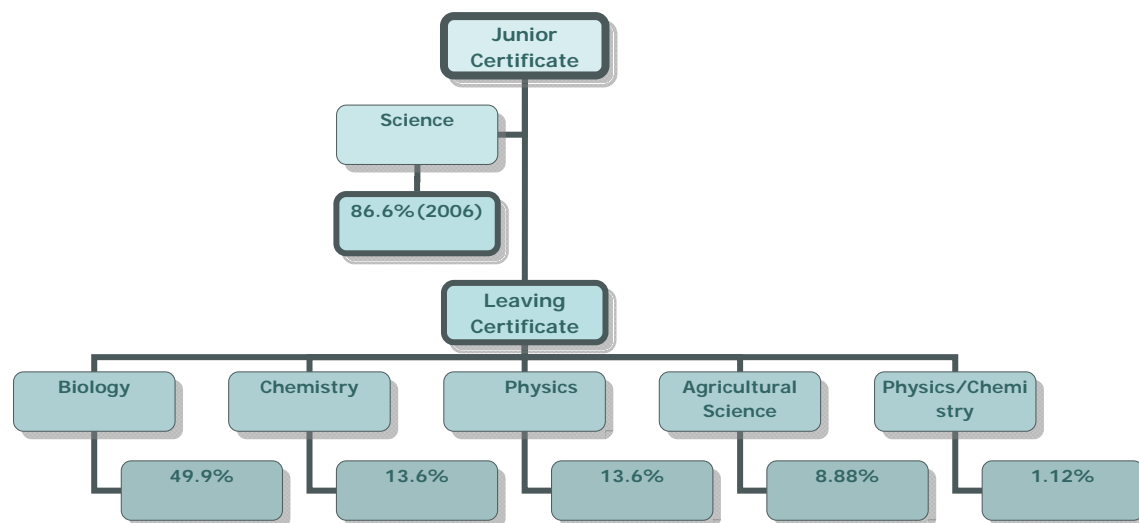 Junior
Certificate
Science
86.6% (2006)
Leaving
Certificate
Biology
Chemistry
Physics
Agricultural
Science
Physics/Chemi
stry
49.9%
13.6%
13.6%
8.88%
1.12%